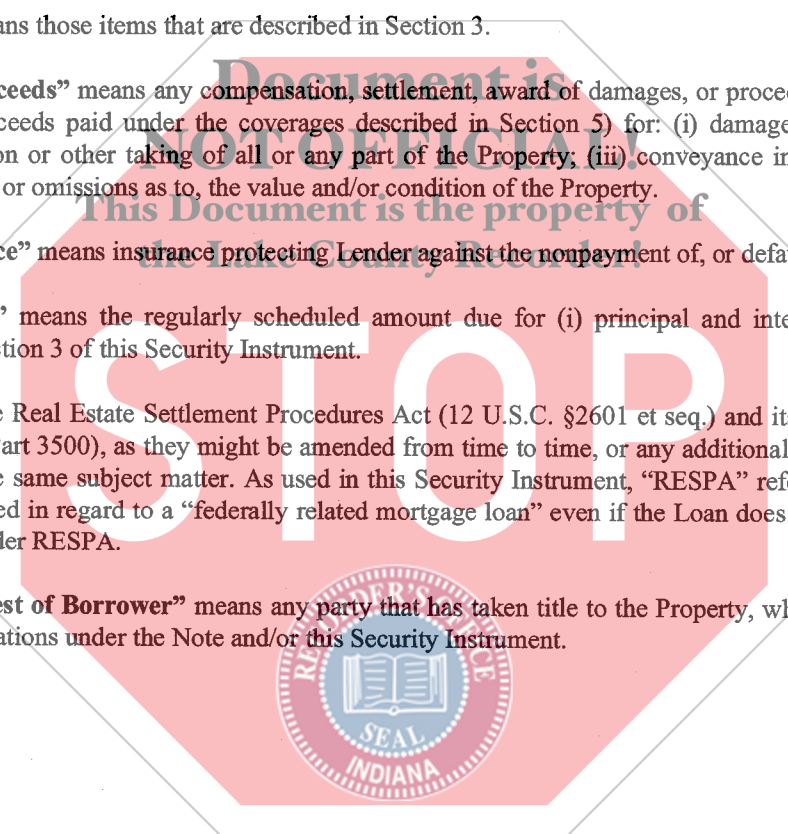 ans those items that are described in Section 3.
Document is
ceeds” means any compensation, settlement, award of damages, or procee
ceeds paid under the coverages described in Section 5) for: (i) damage
NOT OFFICIAL!
on or other taking of all or any part of the Property; (iii) conveyance in
or omissions as to, the value and/or condition of the Property.
This Document is the property of
the Lake County Recorder!
ce” means insurance protecting Lender against the nonpayment of, or defau
” means the regularly scheduled amount due for (i) principal and inte
tion 3 of this Security Instrument.
STOP
e Real Estate Settlement Procedures Act (12 U.S.C. §2601 et seq.) and it
art 3500), as they might be amended from time to time, or any additional
e same subject matter. As used in this Security Instrument, “RESPA” refe
ed in regard to a “federally related mortgage loan” even if the Loan does
der RESPA.
est of Borrower” means any party that has taken title to the Property, wh
ations under the Note and/or this Security Instrument.
RECORDER'S OFFICE
SEAL
INDIANA